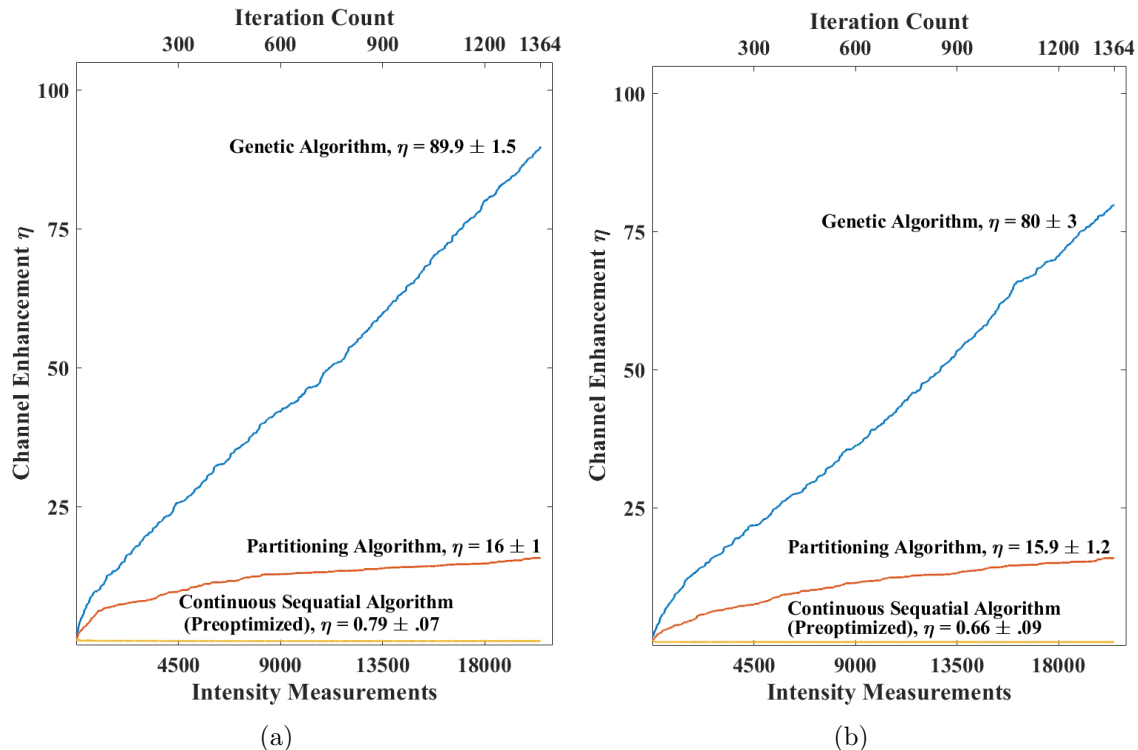 Iteration Count
300 600 900 1200 1364
100
75
50
25
Channel Enhancement η
Genetic Algorithm, η = 89.9 ± 1.5
Partitioning Algorithm, η = 16 ± 1
Continuous Sequatial Algorithm
(Preoptimized), η = 0.79 ± .07
4500 9000 13500 18000
Intensity Measurements
(a)
Iteration Count
300 600 900 1200 1364
100
75
50
25
Channel Enhancement η
Genetic Algorithm, η = 80 ± 3
Partitioning Algorithm, η = 15.9 ± 1.2
Continuous Sequatial Algorithm
(Preoptimized), η = 0.66 ± .09
4500 9000 13500 18000
Intensity Measurements
(b)